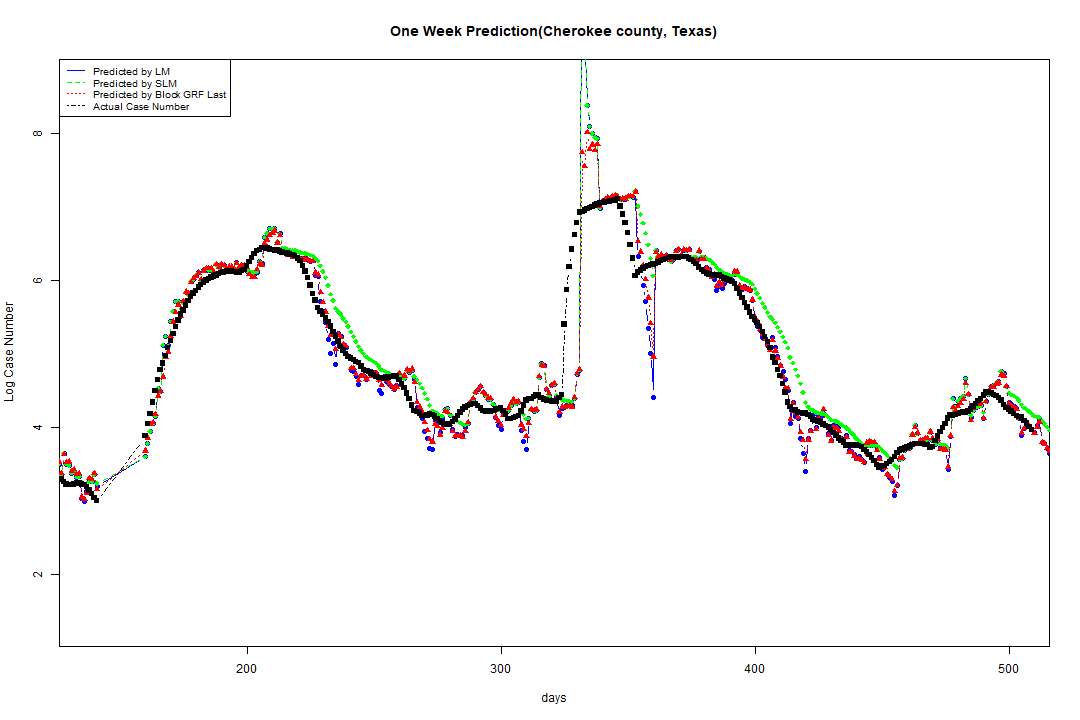 One Week Prediction(Cherokee county, Texas)
Predicted by LM
Predicted by SLM
Predicted by Block GRF Last
Actual Case Number
8
6
4
2
Log Case Number
200
300
400
500
days